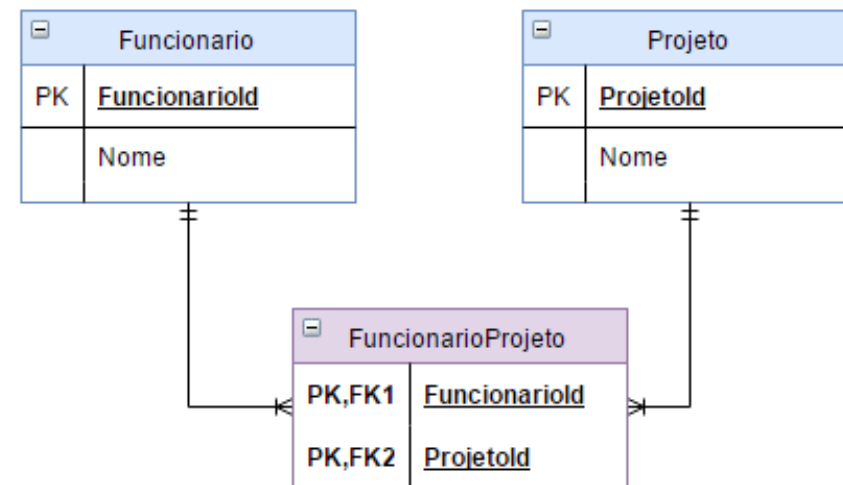 Funcionario
PK FuncionarioId
Nome
Projeto
PK ProjetoId
Nome
FuncionarioProjeto
PK,FK1 FuncionarioId
PK,FK2 ProjetoId